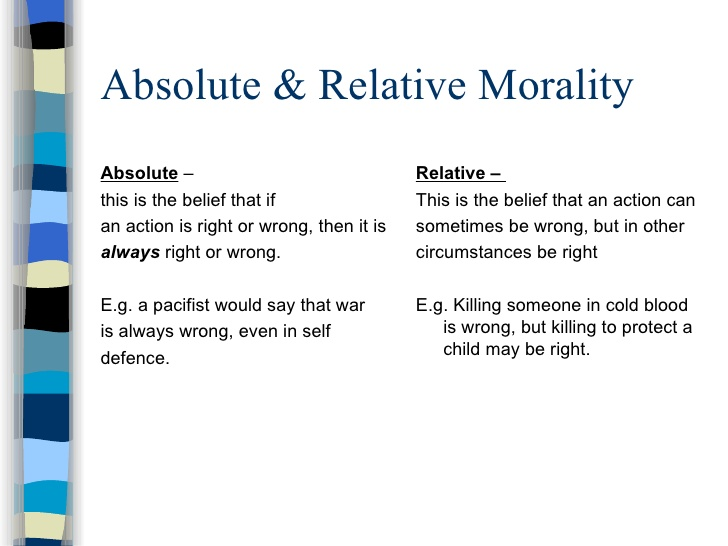 Absolute & Relative Morality
Absolute –
this is the belief that if
an action is right or wrong, then it is
always right or wrong.
E.g. a pacifist would say that war
is always wrong, even in self
defence.
Relative –
This is the belief that an action can
sometimes be wrong, but in other
circumstances be right
E.g. Killing someone in cold blood
is wrong, but killing to protect a
child may be right.